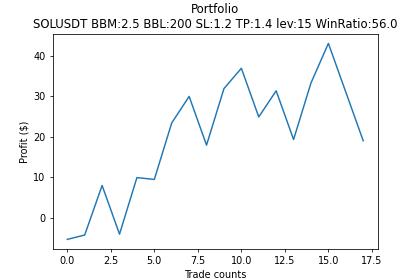 Portfolio
SOLUSDT BBM:2.5 BBL:200 SL:1.2 TP:1.4 lev:15 WinRatio:56.0
40
30
20
10
0
Profit ($)
0.0 2.5 5.0 7.5 10.0 12.5 15.0 17.5
Trade counts